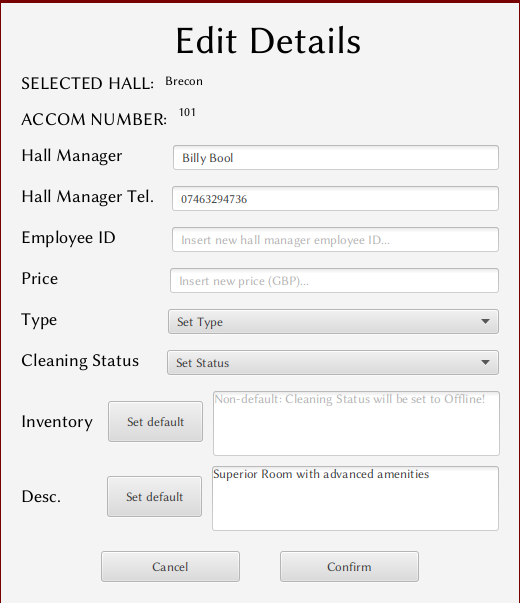 Edit Details
SELECTED HALL: Brecon
ACCOM NUMBER: 101
Hall Manager Billy Bool
Hall Manager Tel. 07463294736
Employee ID Insert new hall manager employee ID...
Price Insert new price (GBP)...
Type Set Type
Cleaning Status Set Status
Inventory Set default Non-default: Cleaning Status will be set to Offline!
Desc. Set default Superior Room with advanced amenities
Cancel Confirm